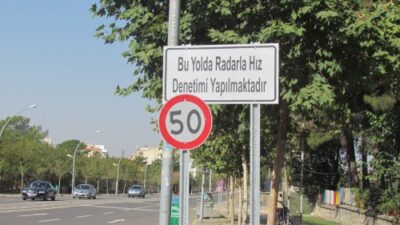 Bu Yolda Radarla Hız
Denetimi Yapılmaktadır
50